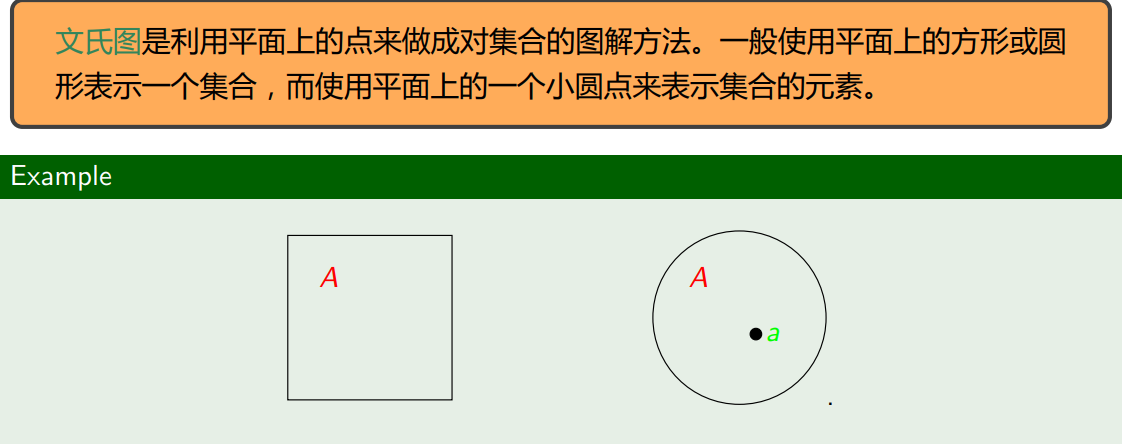 文氏图是利用平面上的点来做成对集合的图解方法。一般使用平面上的方形或圆
形表示一个集合，而使用平面上的一个小圆点来表示集合的元素。
Example
A
A
a
.